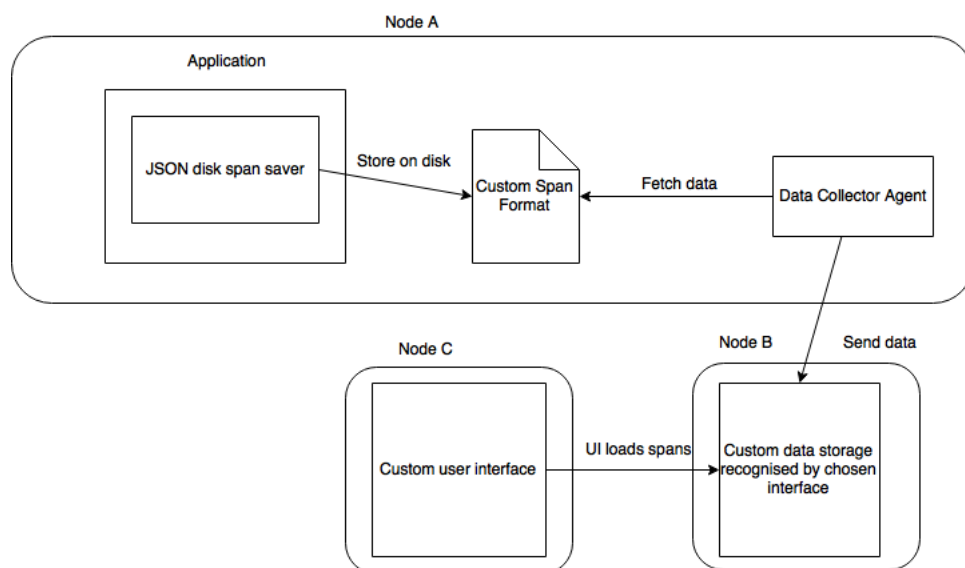 Node A
Application
JSON disk span saver
Store on disk
Custom Span
Format
Fetch data
Data Collector Agent
Node C
Node B
Send data
Custom user interface
UI loads spans
Custom data storage
recognised by chosen
interface